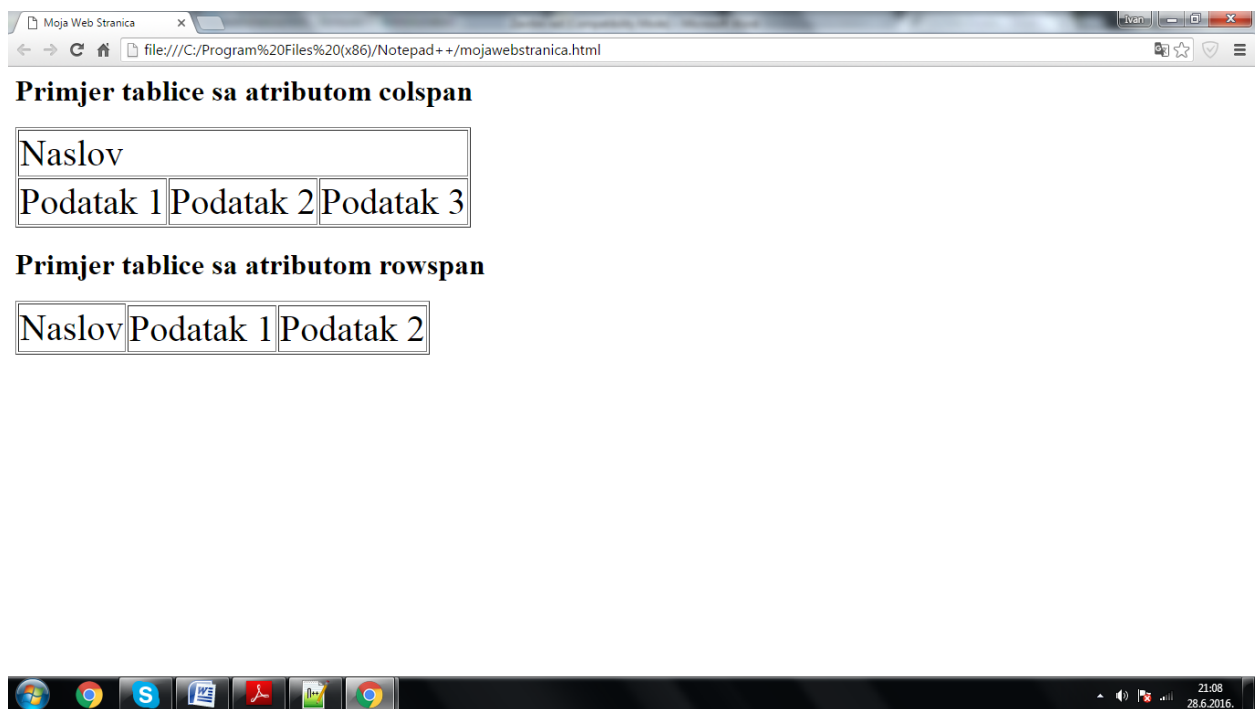 Moja Web Stranica
Ivan
file:///C:/Program%20Files%20(x86)/Notepad++/mojawebstranica.html
Primjer tablice sa atributom colspan
Naslov
Podatak 1 Podatak 2 Podatak 3
Primjer tablice sa atributom rowspan
Naslov Podatak 1 Podatak 2
21:08
28.6.2016.